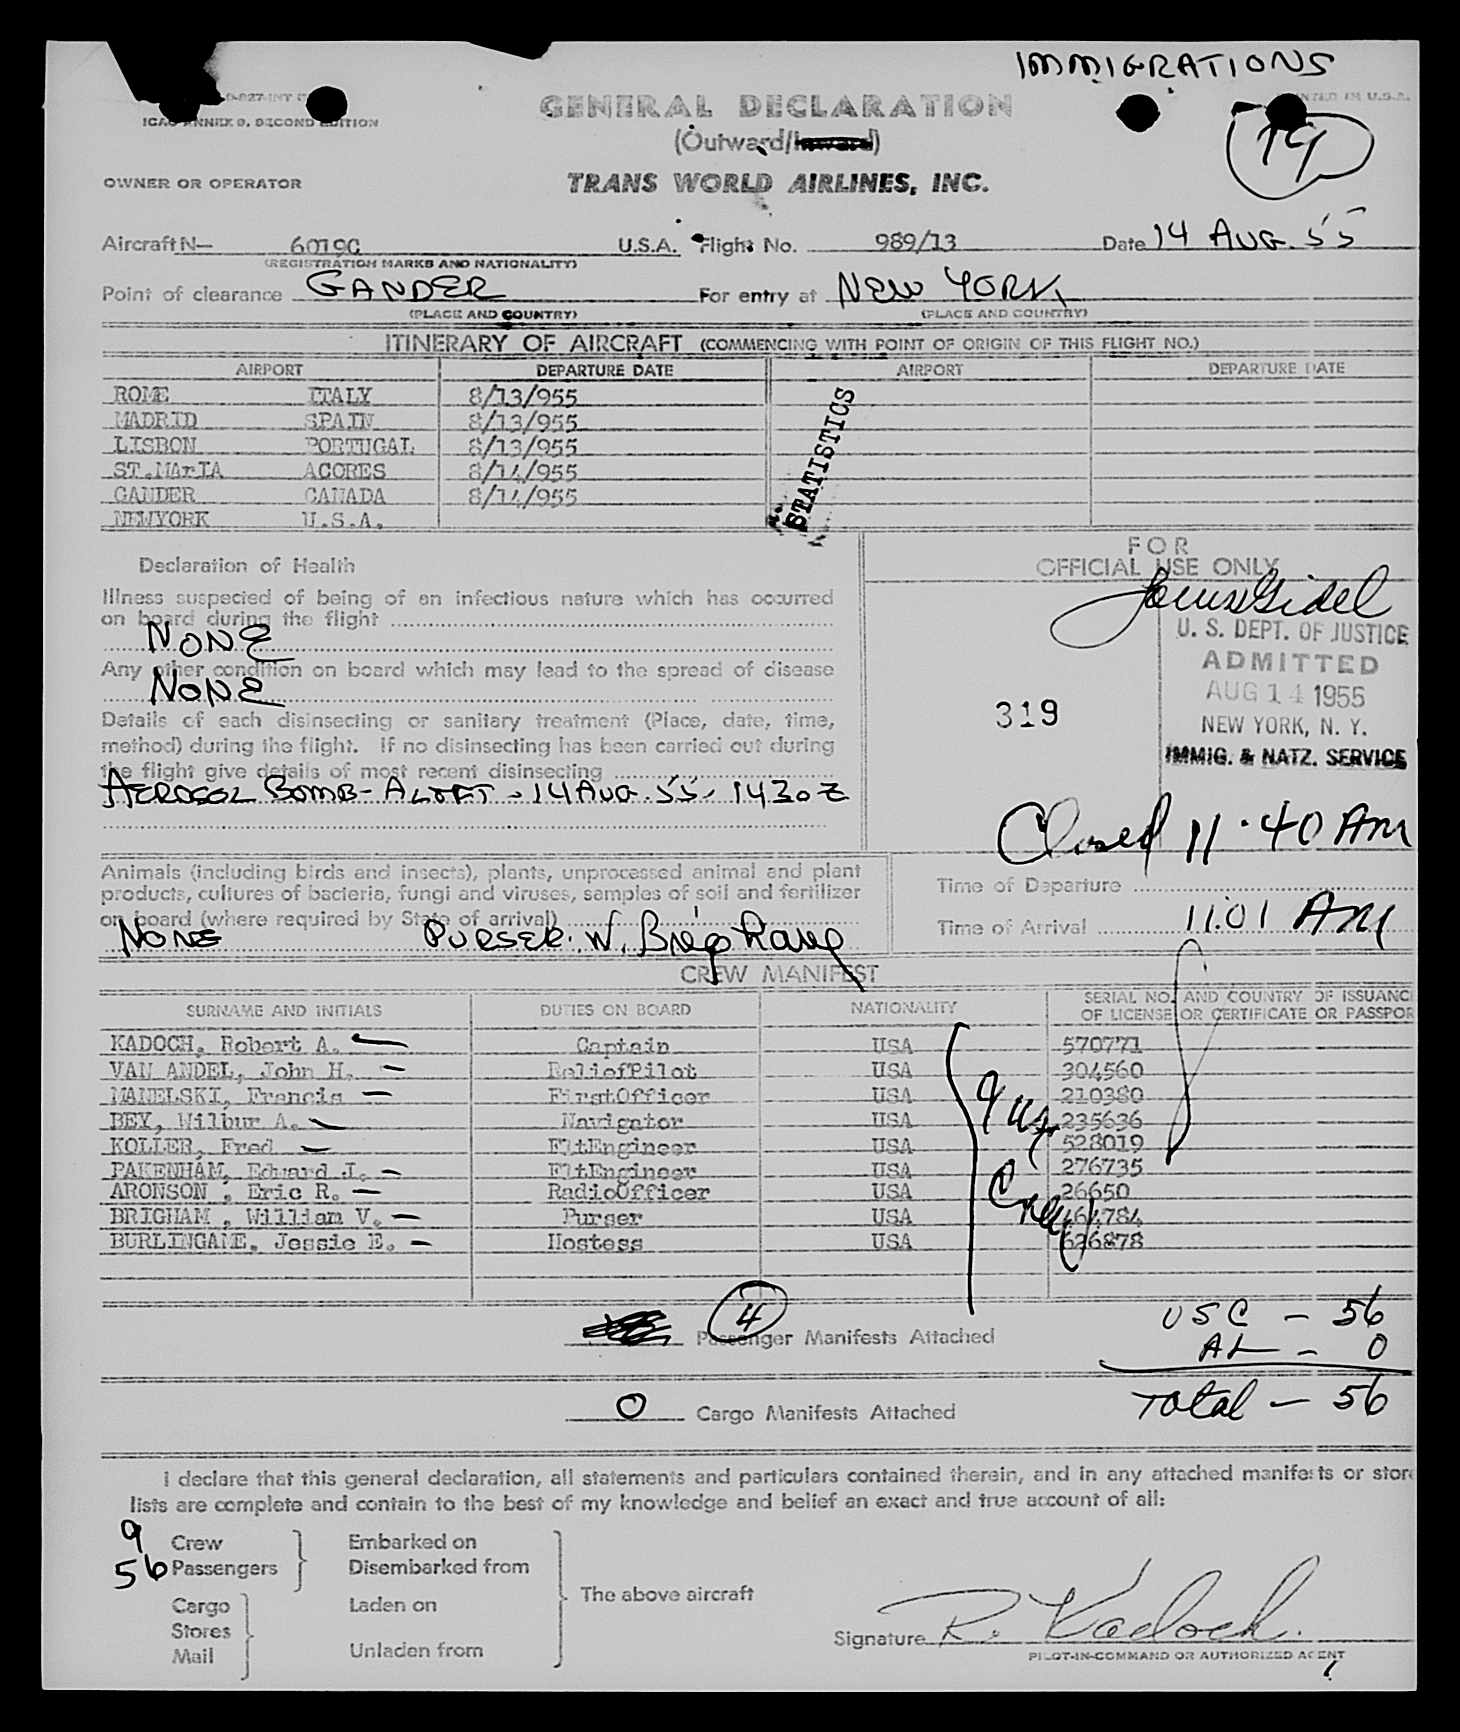 IMMIGRATIONS
ICAO ANNEX 9, SECOND EDITION
GENERAL DECLARATION
(Outward/Inward)
19
OWNER OR OPERATOR
TRANS WORLD AIRLINES, INC.
Aircraft N— 6019C U.S.A. Flight No. 989/13 Date 14 AUG. 55
(REGISTRATION MARKS AND NATIONALITY)
Point of clearance GANDER For entry at NEW YORK
(PLACE AND COUNTRY) (PLACE AND COUNTRY)
ITINERARY OF AIRCRAFT (COMMENCING WITH POINT OF ORIGIN OF THIS FLIGHT NO.)
AIRPORT DEPARTURE DATE AIRPORT DEPARTURE DATE
ROME ITALY 8/13/955
MADRID SPAIN 8/13/955
LISBON PORTUGAL 8/13/955
ST.MArIA ACORES 8/14/955
GANDER CANADA 8/14/955
NEWYORK U.S.A.
STATISTICS
Declaration of Health
Illness suspected of being of an infectious nature which has occurred
on board during the flight
NONE
Any other condition on board which may lead to the spread of disease
NONE
Details of each disinsecting or sanitary treatment (Place, date, time,
method) during the flight. If no disinsecting has been carried out during
the flight give details of most recent disinsecting
AEROSOL BOMB - ALOFT - 14 AUG. 55. 1430Z
FOR
OFFICIAL USE ONLY
U. S. DEPT. OF JUSTICE
ADMITTED
AUG 14 1955
319
NEW YORK, N. Y.
IMMIG. & NATZ. SERVICE
Closed 11.40 AM
Animals (including birds and insects), plants, unprocessed animal and plant
products, cultures of bacteria, fungi and viruses, samples of soil and fertilizer
on board (where required by State of arrival)
NONE PURSER. W.
Time of Departure
Time of Arrival 11.01 AM
CREW MANIFEST
SURNAME AND INITIALS DUTIES ON BOARD NATIONALITY SERIAL NO. AND COUNTRY OF ISSUANC
OF LICENSE OR CERTIFICATE OR PASSPOR
KADOCH, Robert A. Captain USA 570771
VAN ANDEL, John H. ReliefPilot USA 304560
MANELSKI, Francis FirstOfficer USA 210380
BEY, Wilbur A. Navigator USA 235636
KOLLER, Fred FltEngineer USA 528019
PAKENHAM, Edward J. FltEngineer USA 276735
ARONSON , Eric R. RadioOfficer USA 26650
BRIGHAM , William V. Purser USA 464784
BURLINGAME. Jessie E. Hostess USA 636878
Crew
4 Passenger Manifests Attached
USC - 56
AL - 0
Total - 56
0 Cargo Manifests Attached
I declare that this general declaration, all statements and particulars contained therein, and in any attached manifests or store
lists are complete and contain to the best of my knowledge and belief an exact and true account of all:
9 Crew Embarked on
56 Passengers Disembarked from
The above aircraft
Cargo Laden on
Stores
Mail Unladen from
Signature R. Kadoch.
PILOT-IN-COMMAND OR AUTHORIZED AGENT